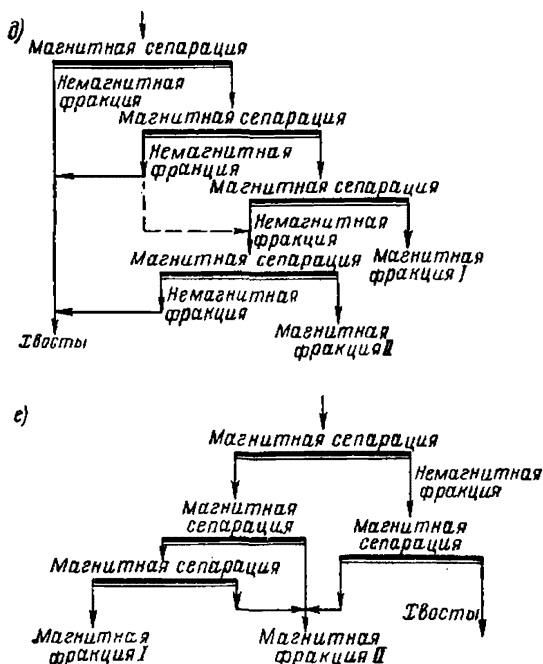 д)
Магнитная сепарация
Немагнитная
фракция
Магнитная сепарация
Немагнитная
фракция
Магнитная сепарация
Немагнитная
фракция
Магнитная
фракция I
Магнитная сепарация
Немагнитная
фракция
Хвосты
Магнитная
фракция II
е)
Магнитная сепарация
Немагнитная
фракция
Магнитная
сепарация
Магнитная
сепарация
Магнитная сепарация
Хвосты
Магнитная
фракция I
Магнитная
фракция II